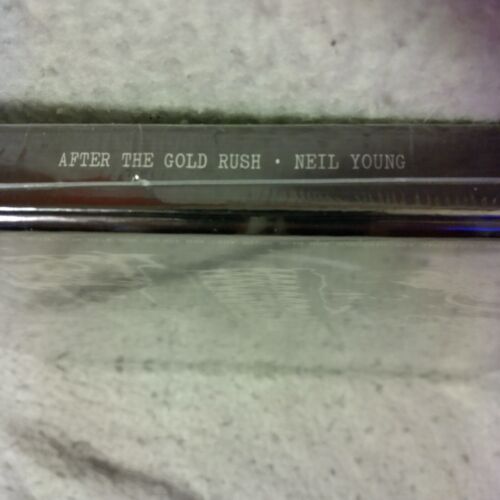 AFTER THE GOLD RUSH • NEIL YOUNG